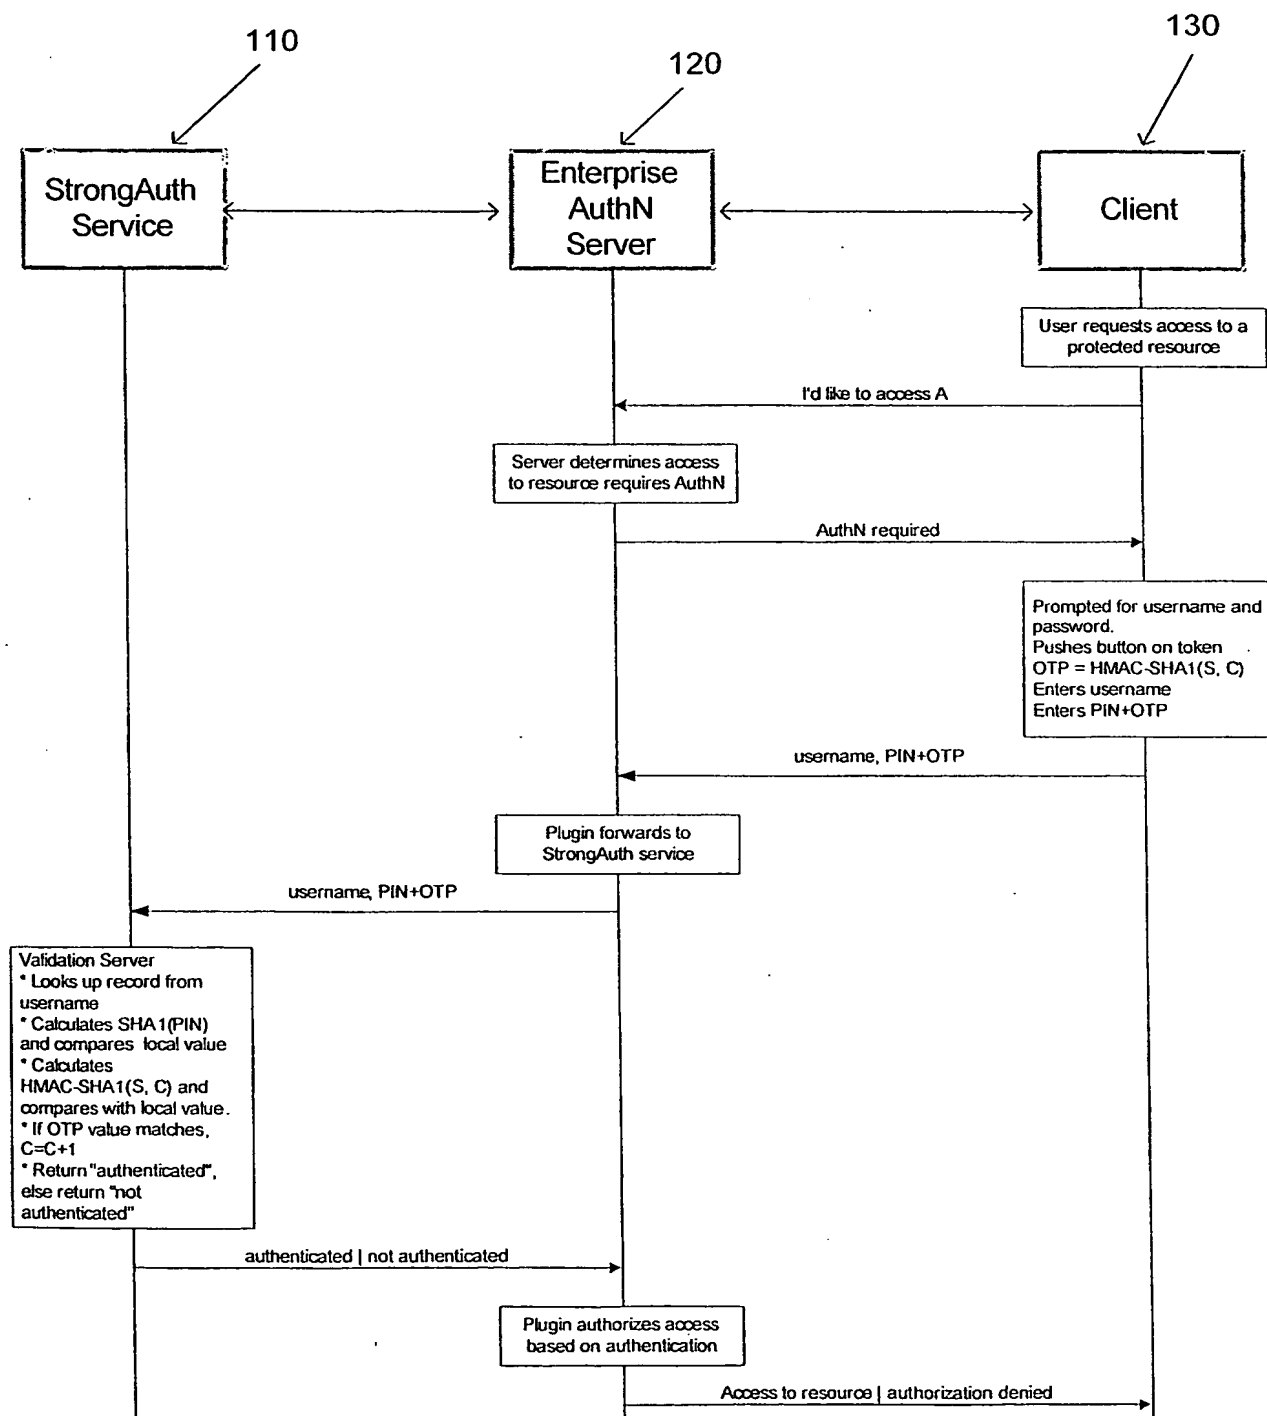 110
120
130
StrongAuth
Service
Enterprise
AuthN
Server
Client
User requests access to a
protected resource
I'd like to access A
Server determines access
to resource requires AuthN
AuthN required
Prompted for username and
password.
Pushes button on token
OTP = HMAC-SHA1(S, C)
Enters username
Enters PIN+OTP
username, PIN+OTP
Plugin forwards to
StrongAuth service
username, PIN+OTP
Validation Server
* Looks up record from
username
* Calculates SHA1(PIN)
and compares local value
* Calculates
HMAC-SHA1(S, C) and
compares with local value.
* If OTP value matches,
C=C+1
* Return "authenticated",
else return "not
authenticated"
authenticated | not authenticated
Plugin authorizes access
based on authentication
Access to resource | authorization denied